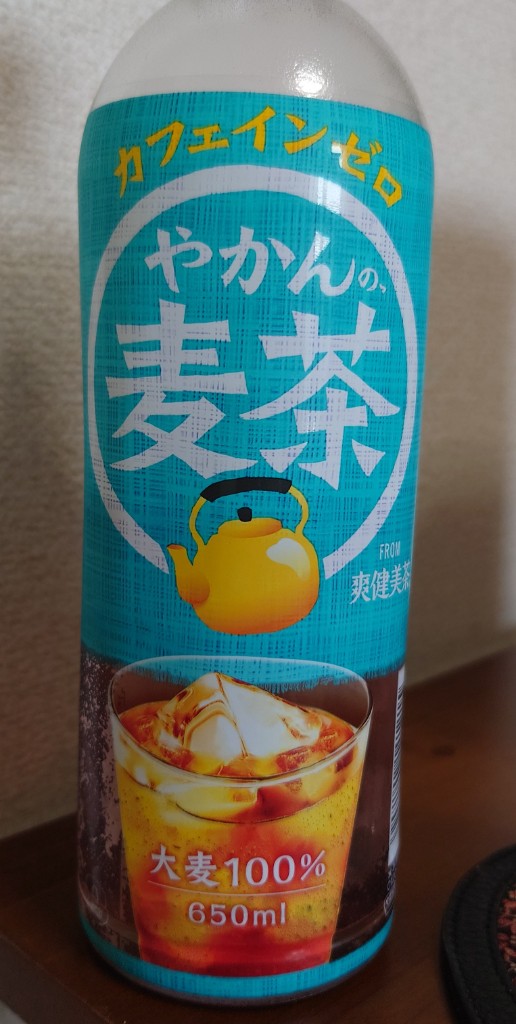 カフェインゼロ
やかんの、
麦茶
FROM
爽健美茶
大麦100%
650ml